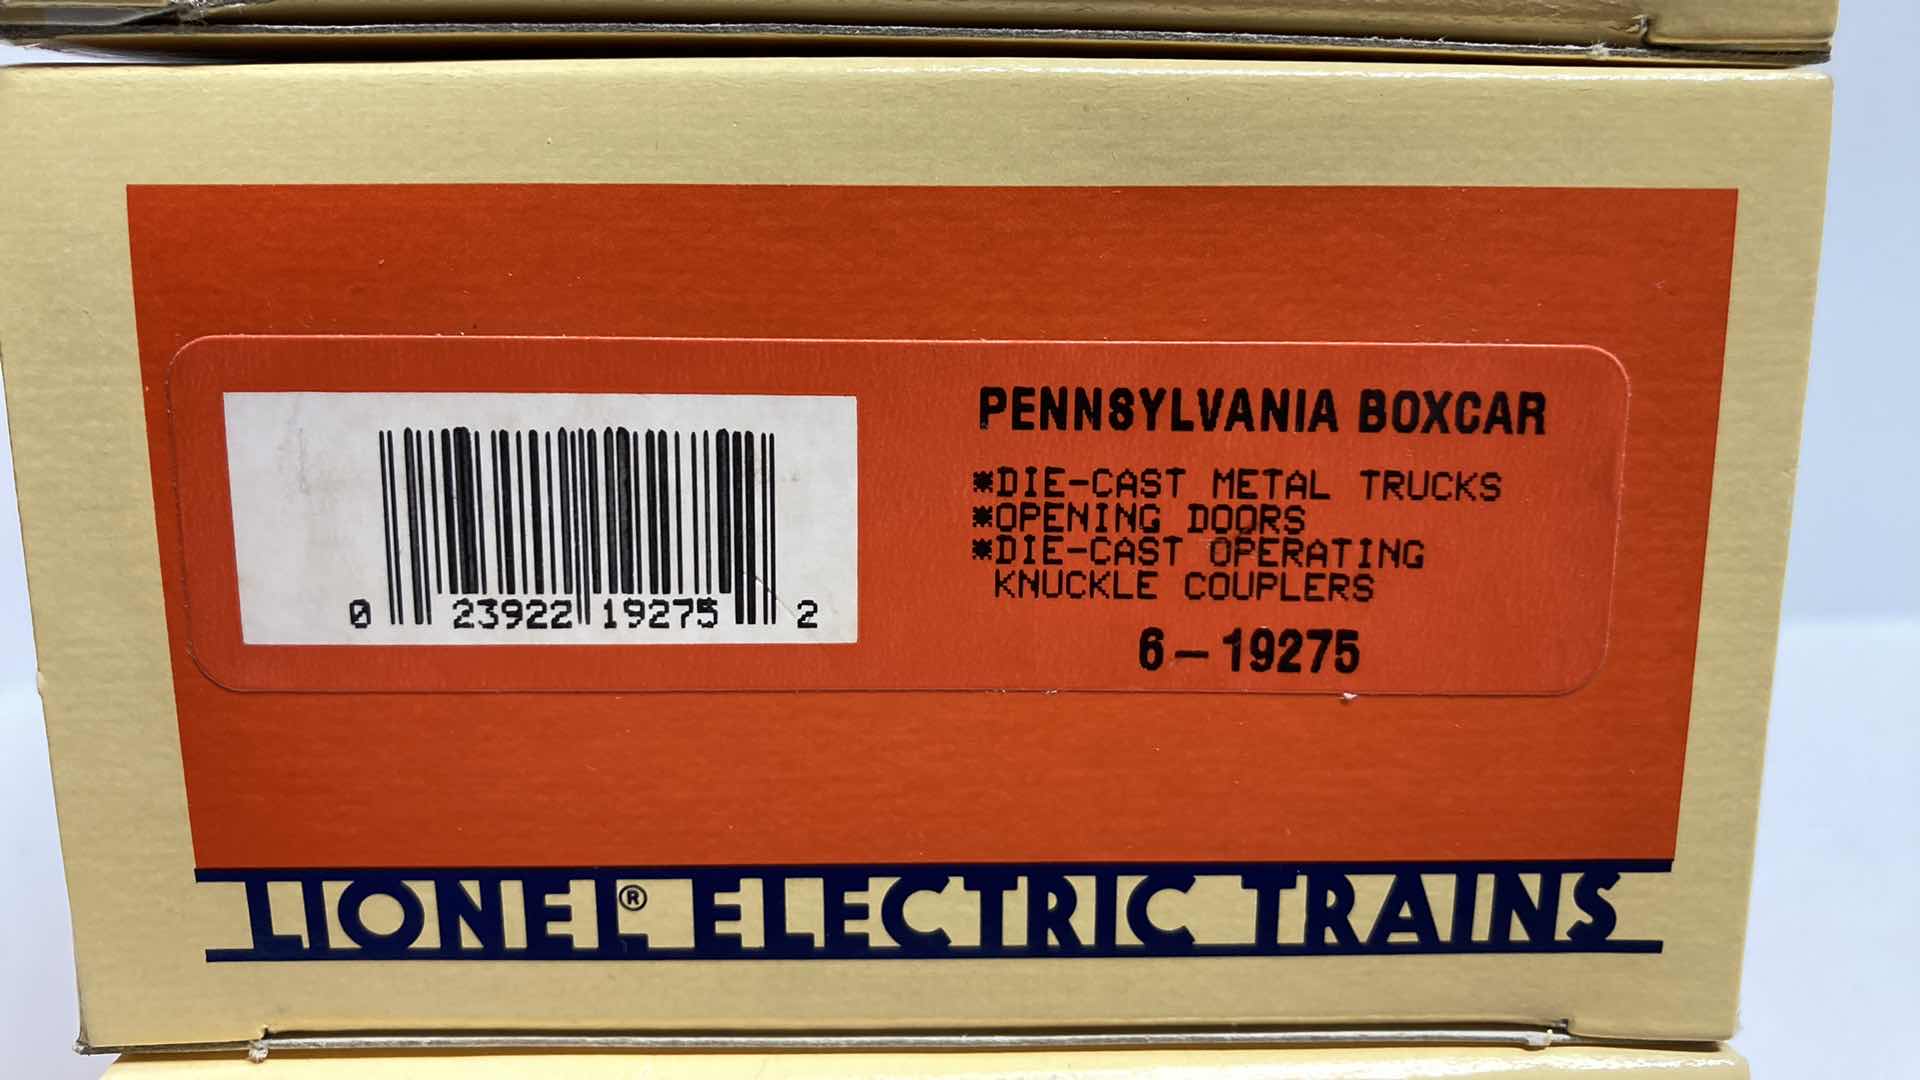 PENNSYLVANIA BOXCAR
*DIE-CAST METAL TRUCKS
*OPENING DOORS
*DIE-CAST OPERATING
KNUCKLE COUPLERS
6-19275
0 23922 19275 2
LIONEL® ELECTRIC TRAINS